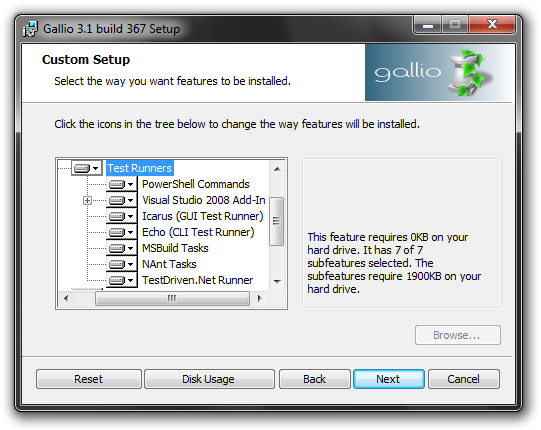 Gallio 3.1 build 367 Setup
Custom Setup
Select the way you want features to be installed.
gallio
Click the icons in the tree below to change the way features will be installed.
Test Runners
PowerShell Commands
Visual Studio 2008 Add-In
Icarus (GUI Test Runner)
Echo (CLI Test Runner)
MSBuild Tasks
NAnt Tasks
TestDriven.Net Runner
This feature requires 0KB on your
hard drive. It has 7 of 7
subfeatures selected. The
subfeatures require 1900KB on your
hard drive.
Browse...
Reset
Disk Usage
Back
Next
Cancel